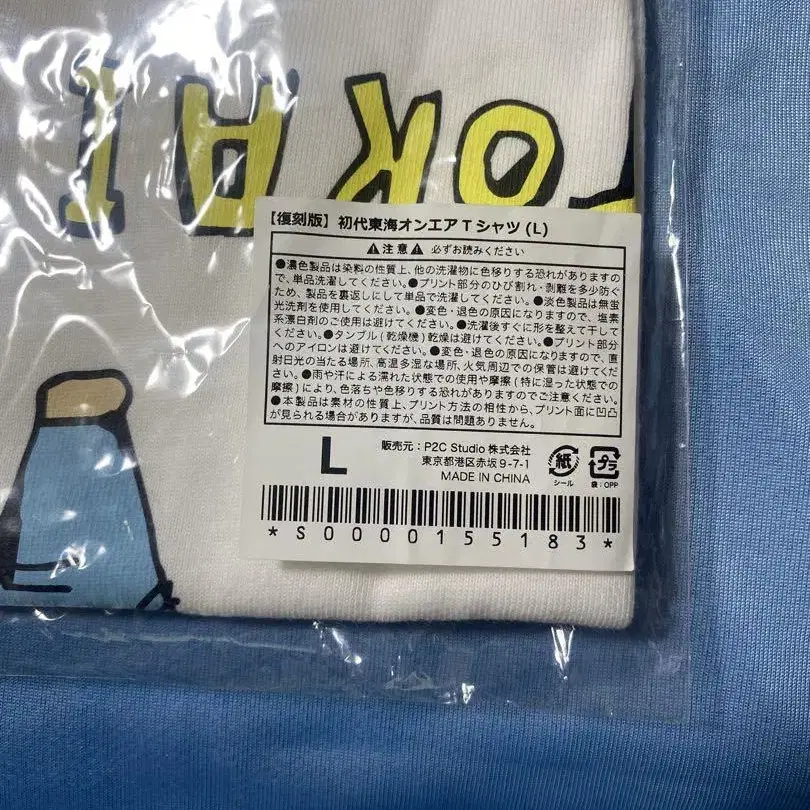 TOKAI
【復刻版】初代東海オンエアTシャツ(L)
⚠注意⚠ 必ずお読みください
●濃色製品は染料の性質上、他の洗濯物に色移りする恐れがありますの
で、単品洗濯してください。●プリント部分のひび割れ・剥離を多少防ぐ
ため、製品を裏返しにして単品で洗濯してください。●淡色製品は無蛍
光洗剤を使用してください。●変色・退色の原因になりますので、塩素
系漂白剤のご使用は避けてください。●洗濯後すぐに形を整えて干して
ください。●タンブル(乾燥機)乾燥は避けてください。●プリント部分
へのアイロンは避けてください。●変色・退色の原因になりますので、直
射日光の当たる場所、高温多湿な場所、火気周辺での保管は避けてくだ
さい。●雨や汗による濡れた状態での使用や摩擦(特に湿った状態での
摩擦)により、色落ちや色移りする恐れがありますのでご注意ください。
●本製品は素材の性質上、プリント方法の相性から、プリント面に凹凸
が見られる場合がありますが、品質は問題ありません。
L
販売元:P2C Studio株式会社
東京都港区赤坂9-7-1
MADE IN CHINA
紙
シール
プラ
袋:OPP
*S0000155183*